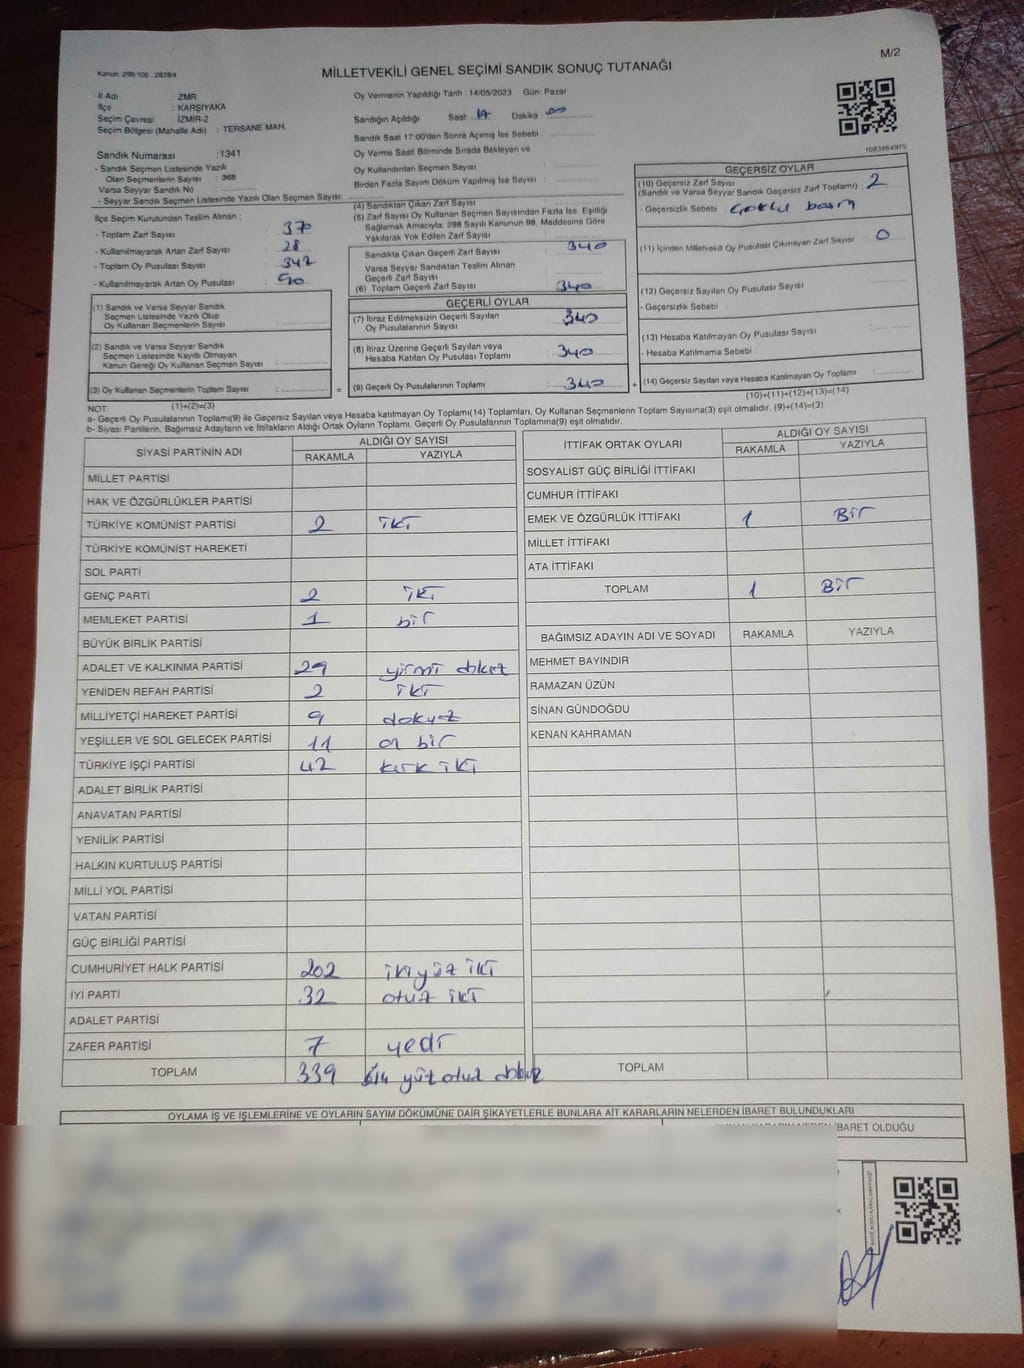 M/2
Kanun: 298/105 , 2839/4
MİLLETVEKİLİ GENEL SEÇİMİ SANDIK SONUÇ TUTANAĞI
İl Adı : ZMR
İlçe : KARŞIYAKA
Seçim Çevresi : İZMİR-2
Seçim Bölgesi (Mahalle Adı) : TERSANE MAH.
Sandık Numarası : 1341
- Sandık Seçmen Listesinde Yazılı
Olan Seçmenlerin Sayısı : 368
Varsa Seyyar Sandık No :
- Seyyar Sandık Seçmen Listesinde Yazılı Olan Seçmen Sayısı:
İlçe Seçim Kurulundan Teslim Alınan ;
- Toplam Zarf Sayısı : 370
- Kullanılmayarak Artan Zarf Sayısı : 28
- Toplam Oy Pusulası Sayısı : 342
- Kullanılmayarak Artan Oy Pusulası :
Oy Vermenin Yapıldığı Tarih : 14/05/2023 Gün: Pazar
Sandığın Açıldığı Saat: 17 Dakika :
Sandık Saat 17:00'den Sonra Açımış İse Sebebi :
Oy Verme Saati Bitiminde Sırada Bekleyen ve
Oy Kullandırılan Seçmen Sayısı :
Birden Fazla Sayım Döküm Yapılmış İse Sayısı :
(4) Sandıktan Çıkan Zarf Sayısı :
(5) Zarf Sayısı Oy Kullanan Seçmen Sayısından Fazla İse, Eşitliği
Sağlamak Amacıyla; 298 Sayılı Kanunun 98. Maddesine Göre
Yakılarak Yok Edilen Zarf Sayısı :
Sandıkta Çıkan Geçerli Zarf Sayısı : 340
Varsa Seyyar Sandıktan Teslim Alınan
Geçerli Zarf Sayısı :
(6) Toplam Geçerli Zarf Sayısı : 340
1081864975
GEÇERSİZ OYLAR
(10) Geçersiz Zarf Sayısı
(Sandık ve Varsa Seyyar Sandık Geçersiz Zarf Toplamı) : 2
- Geçersizlik Sebebi :
(11) İçinden Milletvekili Oy Pusulası Çıkmayan Zarf Sayısı : 0
(12) Geçersiz Sayılan Oy Pusulası Sayısı :
- Geçersizlik Sebebi :
(13) Hesaba Katılmayan Oy Pusulası Sayısı :
- Hesaba Katılmama Sebebi :
(14) Geçersiz Sayılan veya Hesaba Katılmayan Oy Toplamı :
(10)+(11)+(12)+(13)=(14)
(1) Sandık ve Varsa Seyyar Sandık
Seçmen Listesinde Yazılı Olup
Oy Kullanan Seçmenlerin Sayısı :
(2) Sandık ve Varsa Seyyar Sandık
Seçmen Listesinde Kayıtlı Olmayan
Kanun Gereği Oy Kullanan Seçmen Sayısı :
(3) Oy Kullanan Seçmenlerin Toplam Sayısı : =
(1)+(2)=(3)
GEÇERLİ OYLAR
(7) İtiraz Edilmeksizin Geçerli Sayılan
Oy Pusulalarının Sayısı : 340
(8) İtiraz Üzerine Geçerli Sayılan veya
Hesaba Katılan Oy Pusulası Toplamı : 340
(9) Geçerli Oy Pusulalarının Toplamı : 340 +
NOT:
a- Geçerli Oy Pusulalarının Toplamı(9) ile Geçersiz Sayılan veya Hesaba katılmayan Oy Toplamı(14) Toplamları, Oy Kullanan Seçmenlerin Toplam Sayısına(3) eşit olmalıdır. (9)+(14)=(3)
b- Siyasi Partilerin, Bağımsız Adayların ve İttifakların Aldığı Ortak Oyların Toplamı, Geçerli Oy Pusulalarının Toplamına(9) eşit olmalıdır.
SİYASİ PARTİNİN ADI ALDIĞI OY SAYISI
RAKAMLA YAZIYLA
MİLLET PARTİSİ
HAK VE ÖZGÜRLÜKLER PARTİSİ
TÜRKİYE KOMÜNİST PARTİSİ 2 iki
TÜRKİYE KOMÜNİST HAREKETİ
SOL PARTİ
GENÇ PARTİ 2 iki
MEMLEKET PARTİSİ 1 bir
BÜYÜK BİRLİK PARTİSİ
ADALET VE KALKINMA PARTİSİ 29 yirmi dokuz
YENİDEN REFAH PARTİSİ 2 iki
MİLLİYETÇİ HAREKET PARTİSİ 9 dokuz
YEŞİLLER VE SOL GELECEK PARTİSİ 11 on bir
TÜRKİYE İŞÇİ PARTİSİ 42 kırk iki
ADALET BİRLİK PARTİSİ
ANAVATAN PARTİSİ
YENİLİK PARTİSİ
HALKIN KURTULUŞ PARTİSİ
MİLLİ YOL PARTİSİ
VATAN PARTİSİ
GÜÇ BİRLİĞİ PARTİSİ
CUMHURİYET HALK PARTİSİ 202 ikiyüz iki
İYİ PARTİ 32 otuz iki
ADALET PARTİSİ
ZAFER PARTİSİ 7 yedi
TOPLAM 339 üç yüz otuz dokuz
İTTİFAK ORTAK OYLARI ALDIĞI OY SAYISI
RAKAMLA YAZIYLA
SOSYALİST GÜÇ BİRLİĞİ İTTİFAKI
CUMHUR İTTİFAKI
EMEK VE ÖZGÜRLÜK İTTİFAKI 1 Bir
MİLLET İTTİFAKI
ATA İTTİFAKI
TOPLAM 1 Bir
BAĞIMSIZ ADAYIN ADI VE SOYADI RAKAMLA YAZIYLA
MEHMET BAYINDIR
RAMAZAN ÜZÜN
SİNAN GÜNDOĞDU
KENAN KAHRAMAN
TOPLAM
OYLAMA İŞ VE İŞLEMLERİNE VE OYLARIN SAYIM DÖKÜMÜNE DAİR ŞİKAYETLERLE BUNLARA AİT KARARLARIN NELERDEN İBARET BULUNDUKLARI
İBARET OLDUĞU